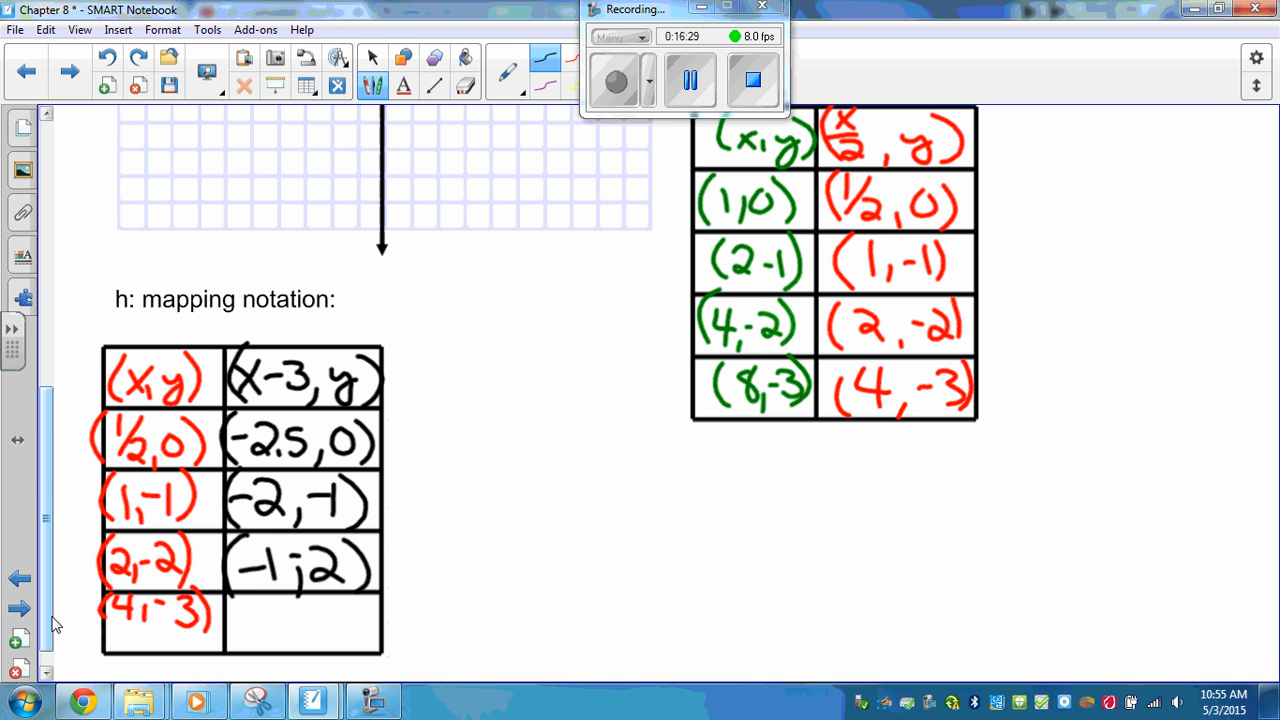 Chapter 8 * - SMART Notebook
Recording...
File Edit View Insert Format Tools Add-ons Help
Menu 0:16:29 8.0 fps
(x,y) (x/2, y)
(1,0) (1/2, 0)
(2-1) (1,-1)
(4,-2) (2,-2)
(8,-3) (4,-3)
h: mapping notation:
(x,y) (x-3, y)
(1/2,0) (-2.5, 0)
(1,-1) (-2,-1)
(2,-2) (-1,-2)
(4,-3)
10:55 AM
5/3/2015